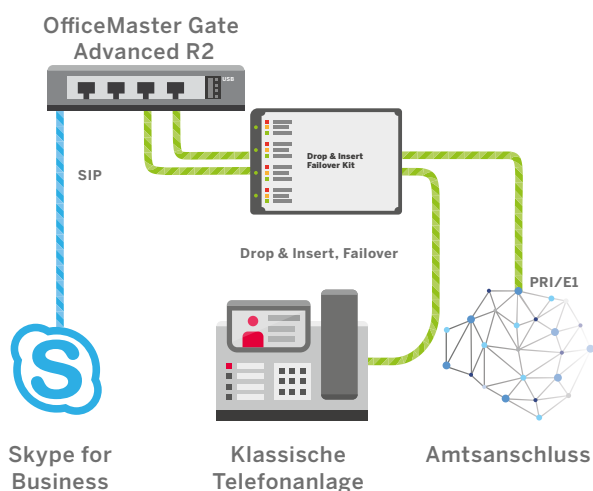 OfficeMaster Gate
Advanced R2
USB
Drop & Insert
Failover Kit
SIP
Drop & Insert, Failover
PRI/E1
S
Skype for
Business
Klassische
Telefonanlage
Amtsanschluss